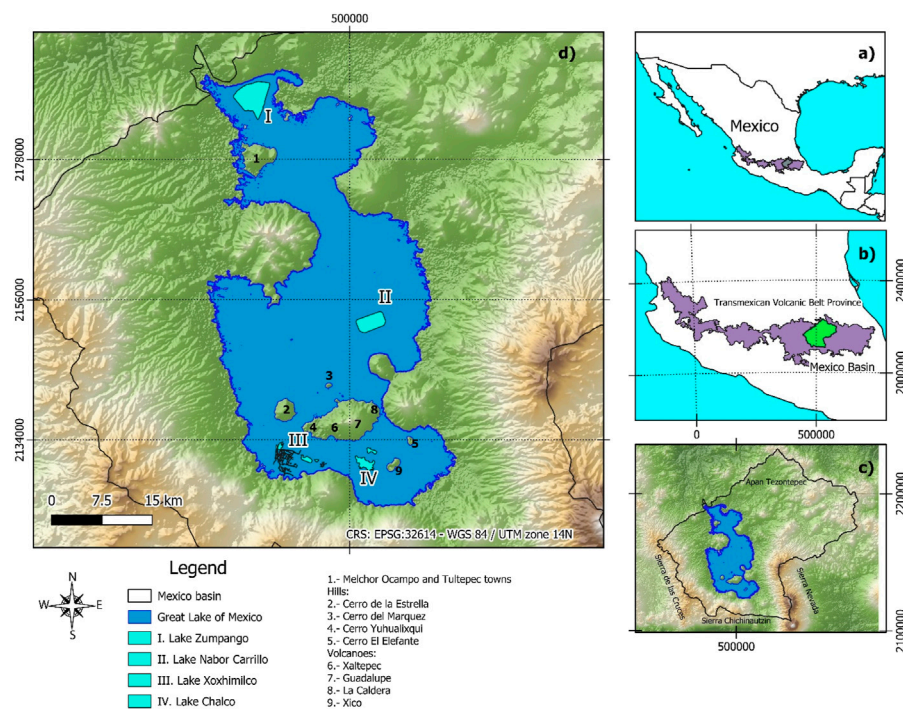 500000
d)
I
1
2178000
2156000
II
3
2
8
4
6
7
2134000
III
5
9
IV
0 7.5 15 km
CRS: EPSG:32614 - WGS 84 / UTM zone 14N
a)
Mexico
b)
2400000
Transmexican Volcanic Belt Province
Mexico Basin
2000000
0 500000
c)
Apan Tezontepec
2200000
Sierra de las Cruces
Sierra Nevada
Sierra Chichinautzin
2100000
500000
N
W E
S
Legend
Mexico basin
Great Lake of Mexico
I. Lake Zumpango
II. Lake Nabor Carrillo
III. Lake Xoxhimilco
IV. Lake Chalco
1.- Melchor Ocampo and Tultepec towns
Hills:
2.- Cerro de la Estrella
3.- Cerro del Marquez
4.- Cerro Yuhualixqui
5.- Cerro El Elefante
Volcanoes:
6.- Xaltepec
7.- Guadalupe
8.- La Caldera
9.- Xico